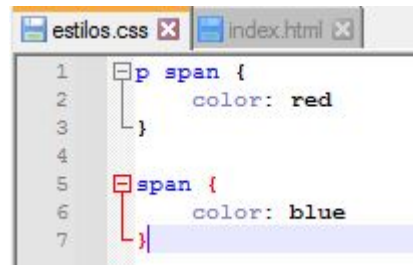 estilos.css index.html
1 p span {
2 color: red
3 }
4
5 span {
6 color: blue
7 }